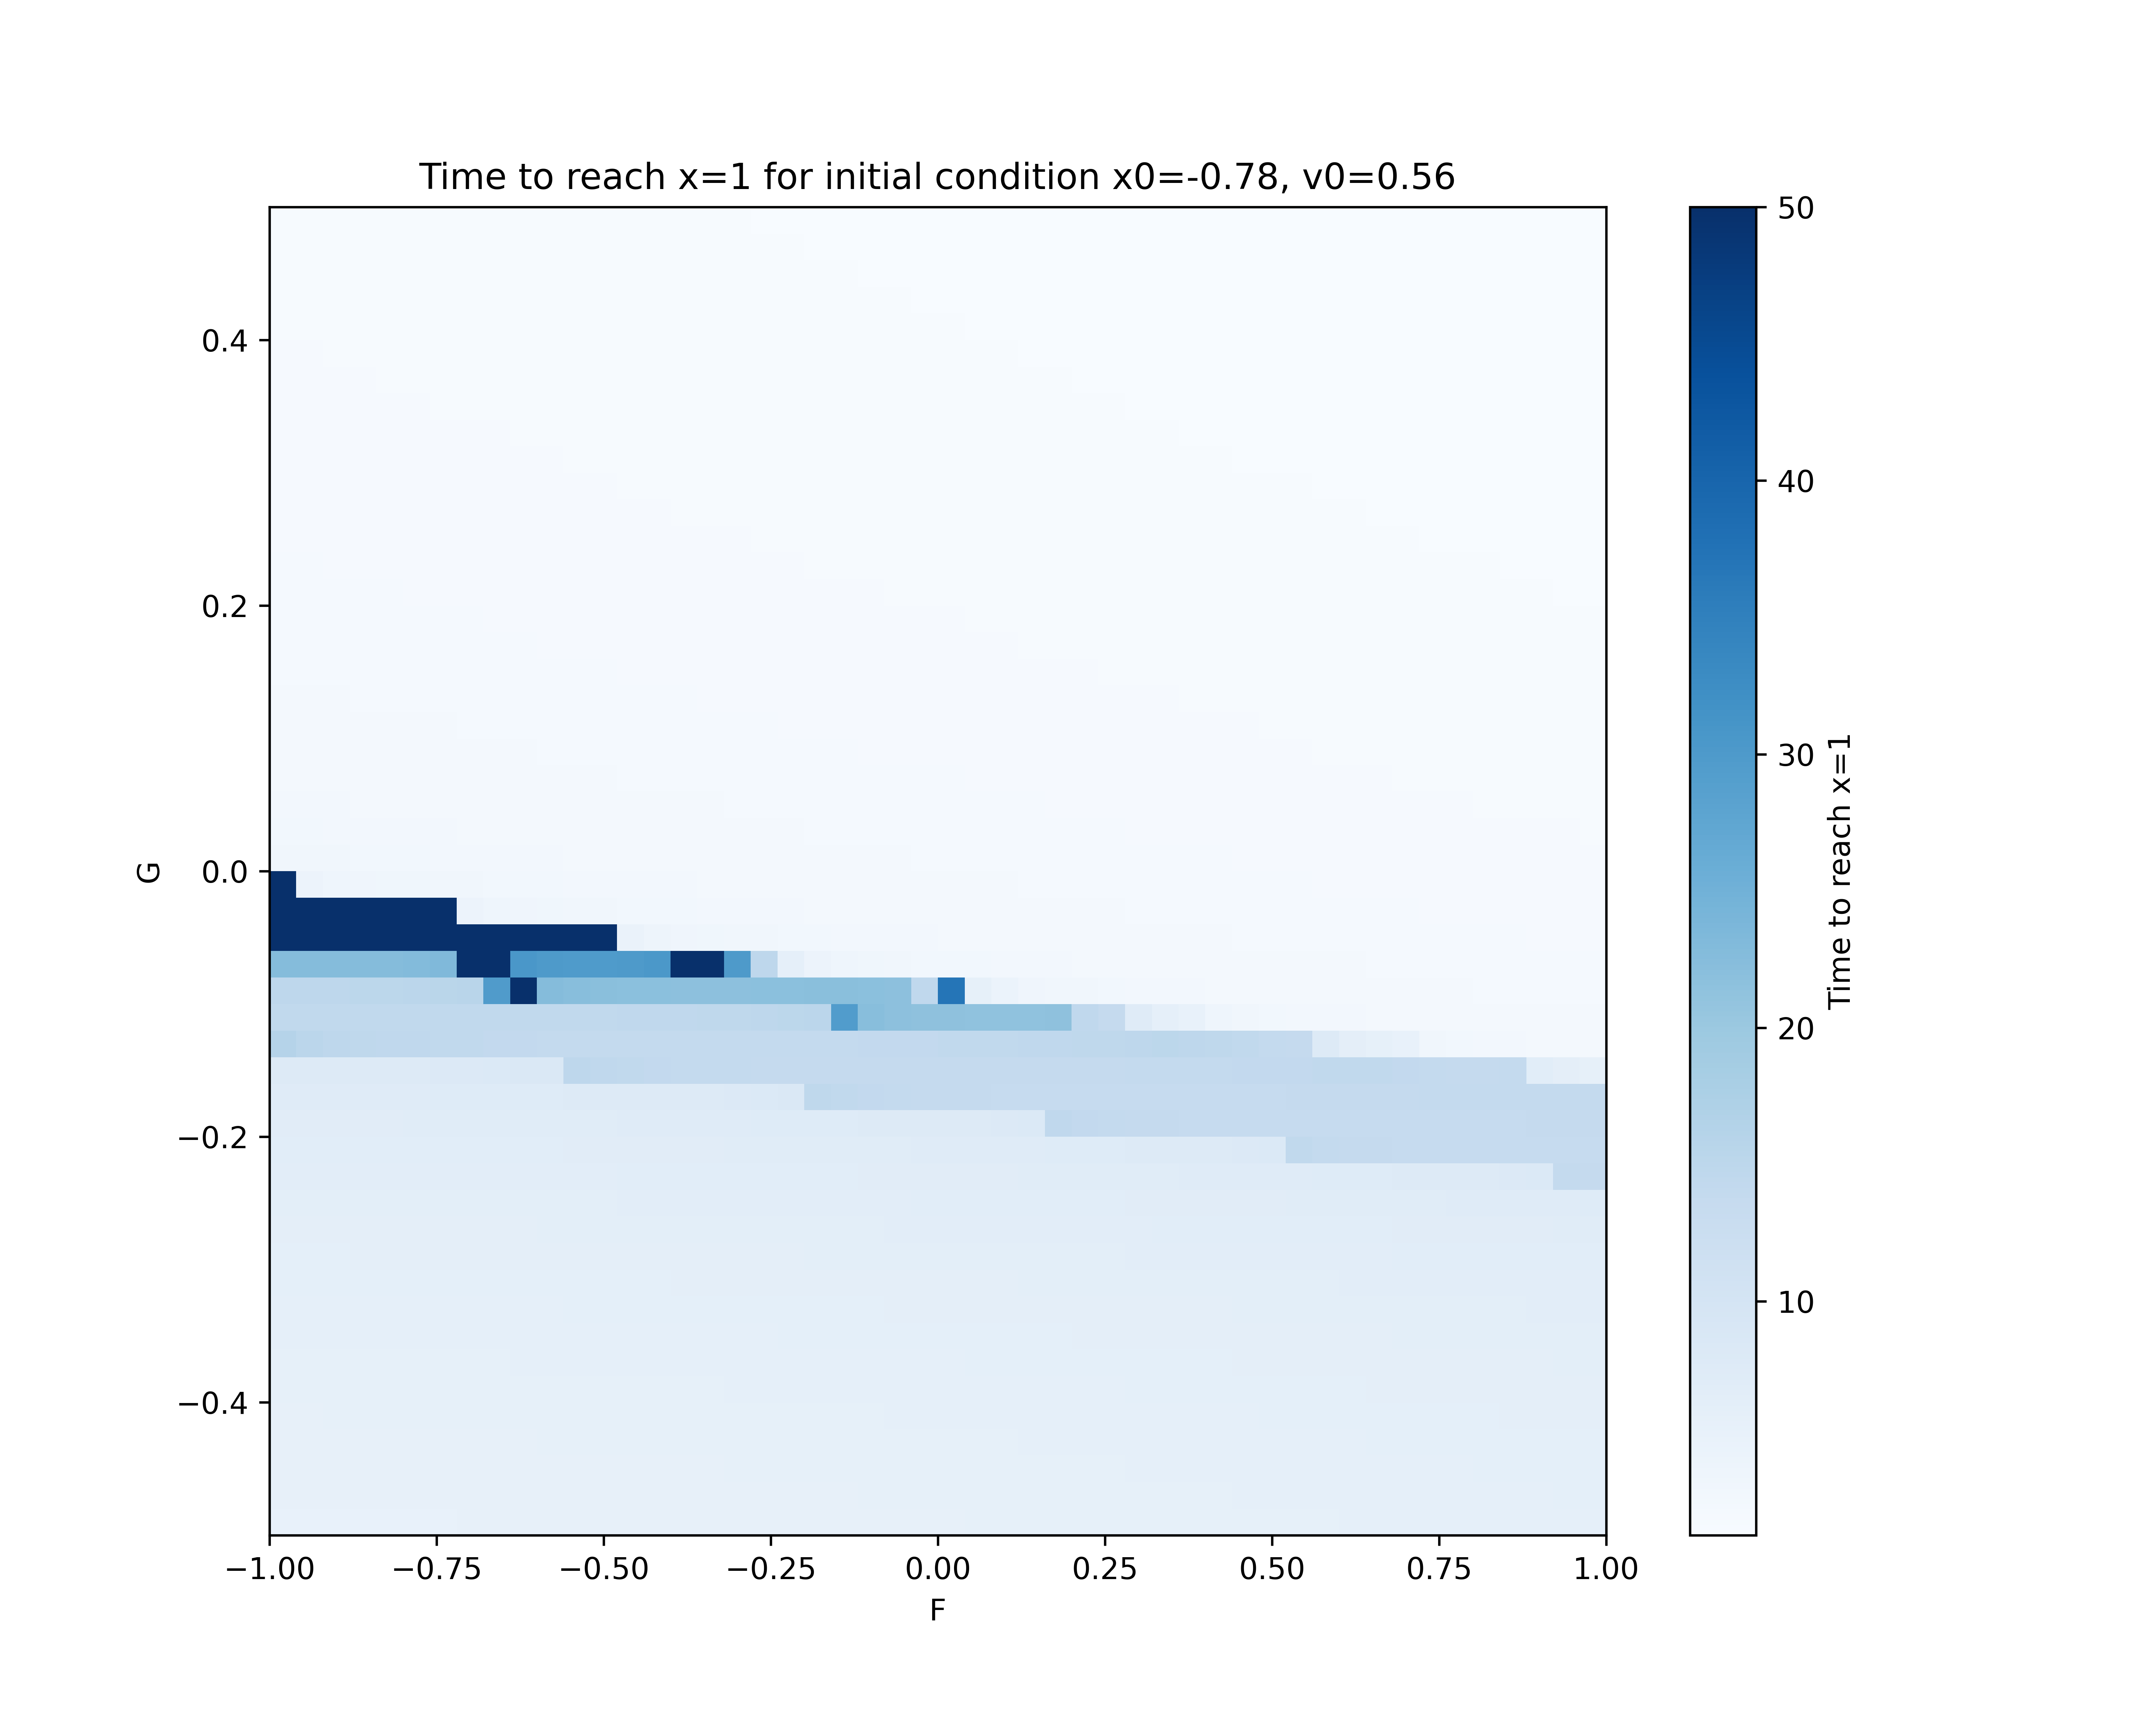 Time to reach x=1 for initial condition x0=-0.78, v0=0.56
G
0.4
0.2
0.0
−0.2
−0.4
−1.00 −0.75 −0.50 −0.25 0.00 0.25 0.50 0.75 1.00
F
50
40
30
20
10
Time to reach x=1